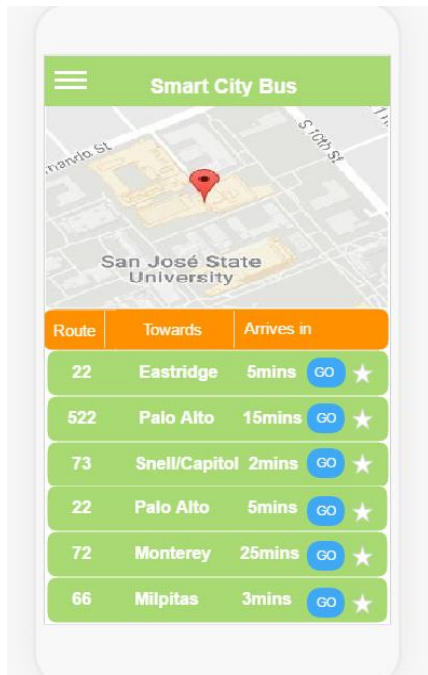 Smart City Bus
S 10th St
nando St
San José State
University
Route Towards Arrives in
22 Eastridge 5mins GO
522 Palo Alto 15mins GO
73 Snell/Capitol 2mins GO
22 Palo Alto 5mins GO
72 Monterey 25mins GO
66 Milpitas 3mins GO